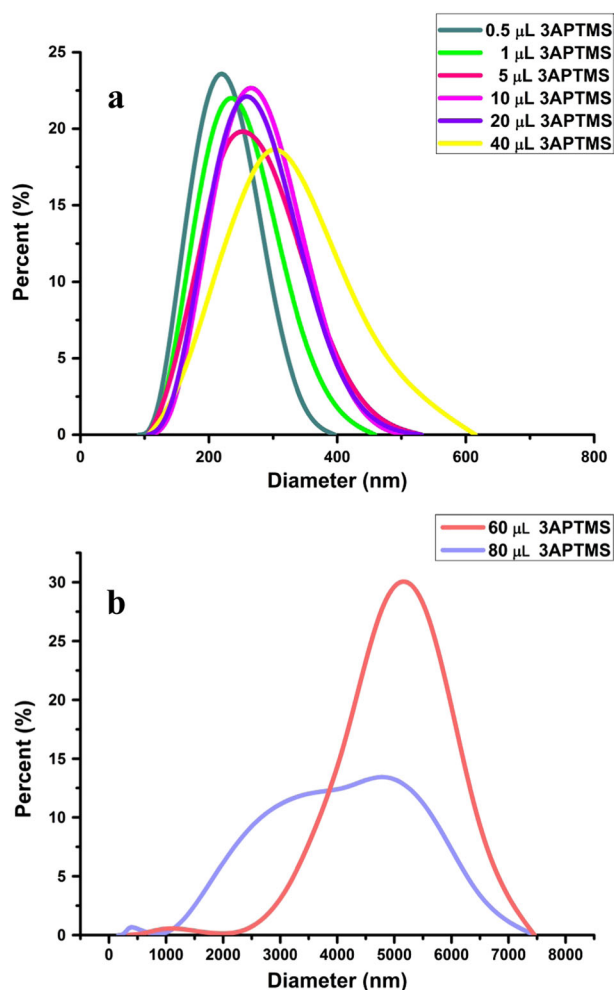 0.5 μL 3APTMS
1 μL 3APTMS
5 μL 3APTMS
10 μL 3APTMS
20 μL 3APTMS
40 μL 3APTMS
a
25
20
15
10
5
0
Percent (%)
0 200 400 600 800
Diameter (nm)
60 μL 3APTMS
80 μL 3APTMS
b
30
25
20
15
10
5
0
Percent (%)
0 1000 2000 3000 4000 5000 6000 7000 8000
Diameter (nm)